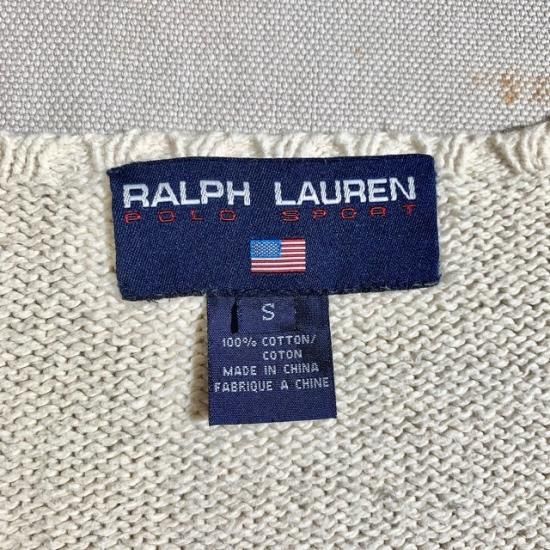 RALPH LAUREN
POLO SPORT
S
100% COTTON/
COTON
MADE IN CHINA
FABRIQUE A CHINE